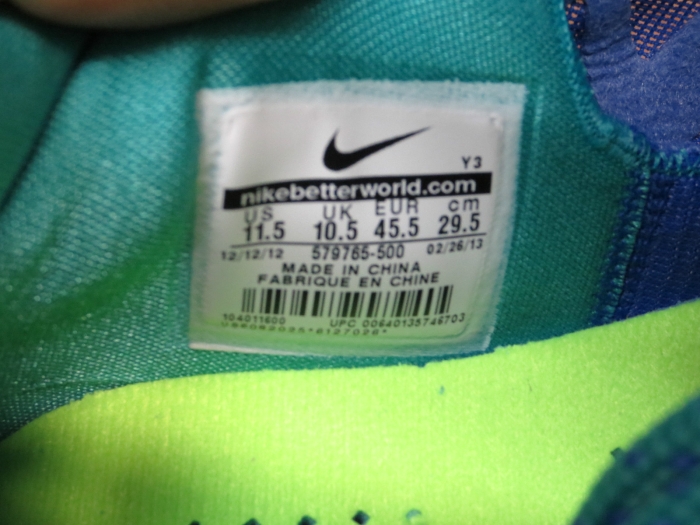 Y3
nikebetterworld.com
US UK EUR cm
11.5 10.5 45.5 29.5
12/12/12 579765-500 02/26/13
MADE IN CHINA
FABRIQUE EN CHINE
104011600 UPC 00640135746703